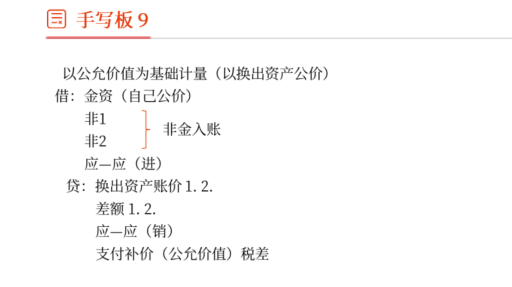 手写板 9
以公允价值为基础计量（以换出资产公价）
借：金资（自己公价）
非1
非金入账
非2
应—应（进）
贷：换出资产账价 1. 2.
差额 1. 2.
应—应（销）
支付补价（公允价值）税差